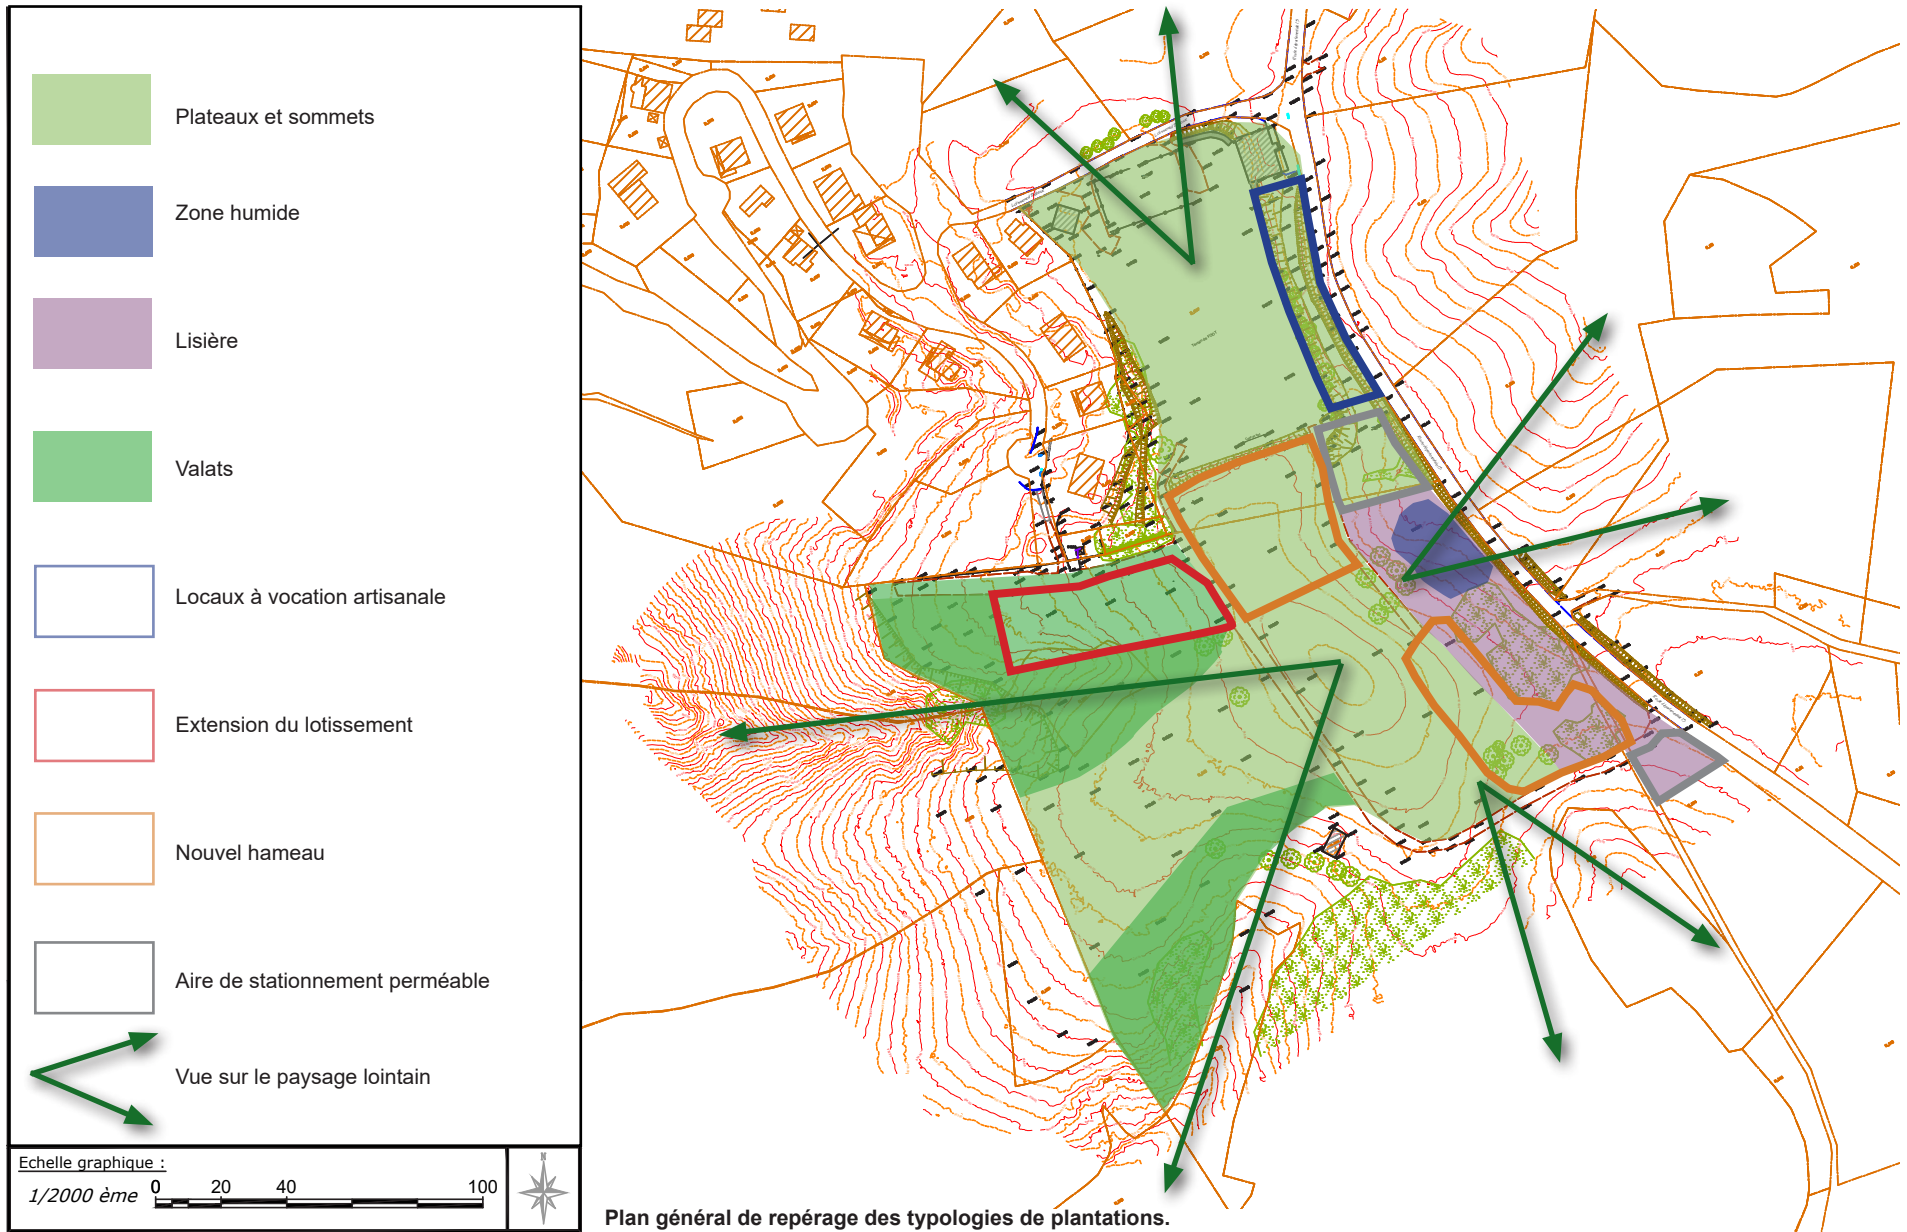 Plateaux et sommets
Zone humide
Lisière
Valats
Locaux à vocation artisanale
Extension du lotissement
Nouvel hameau
Aire de stationnement perméable
Vue sur le paysage lointain
Echelle graphique :
1/2000 ème
0 20 40 100
N
Plan général de repérage des typologies de plantations.